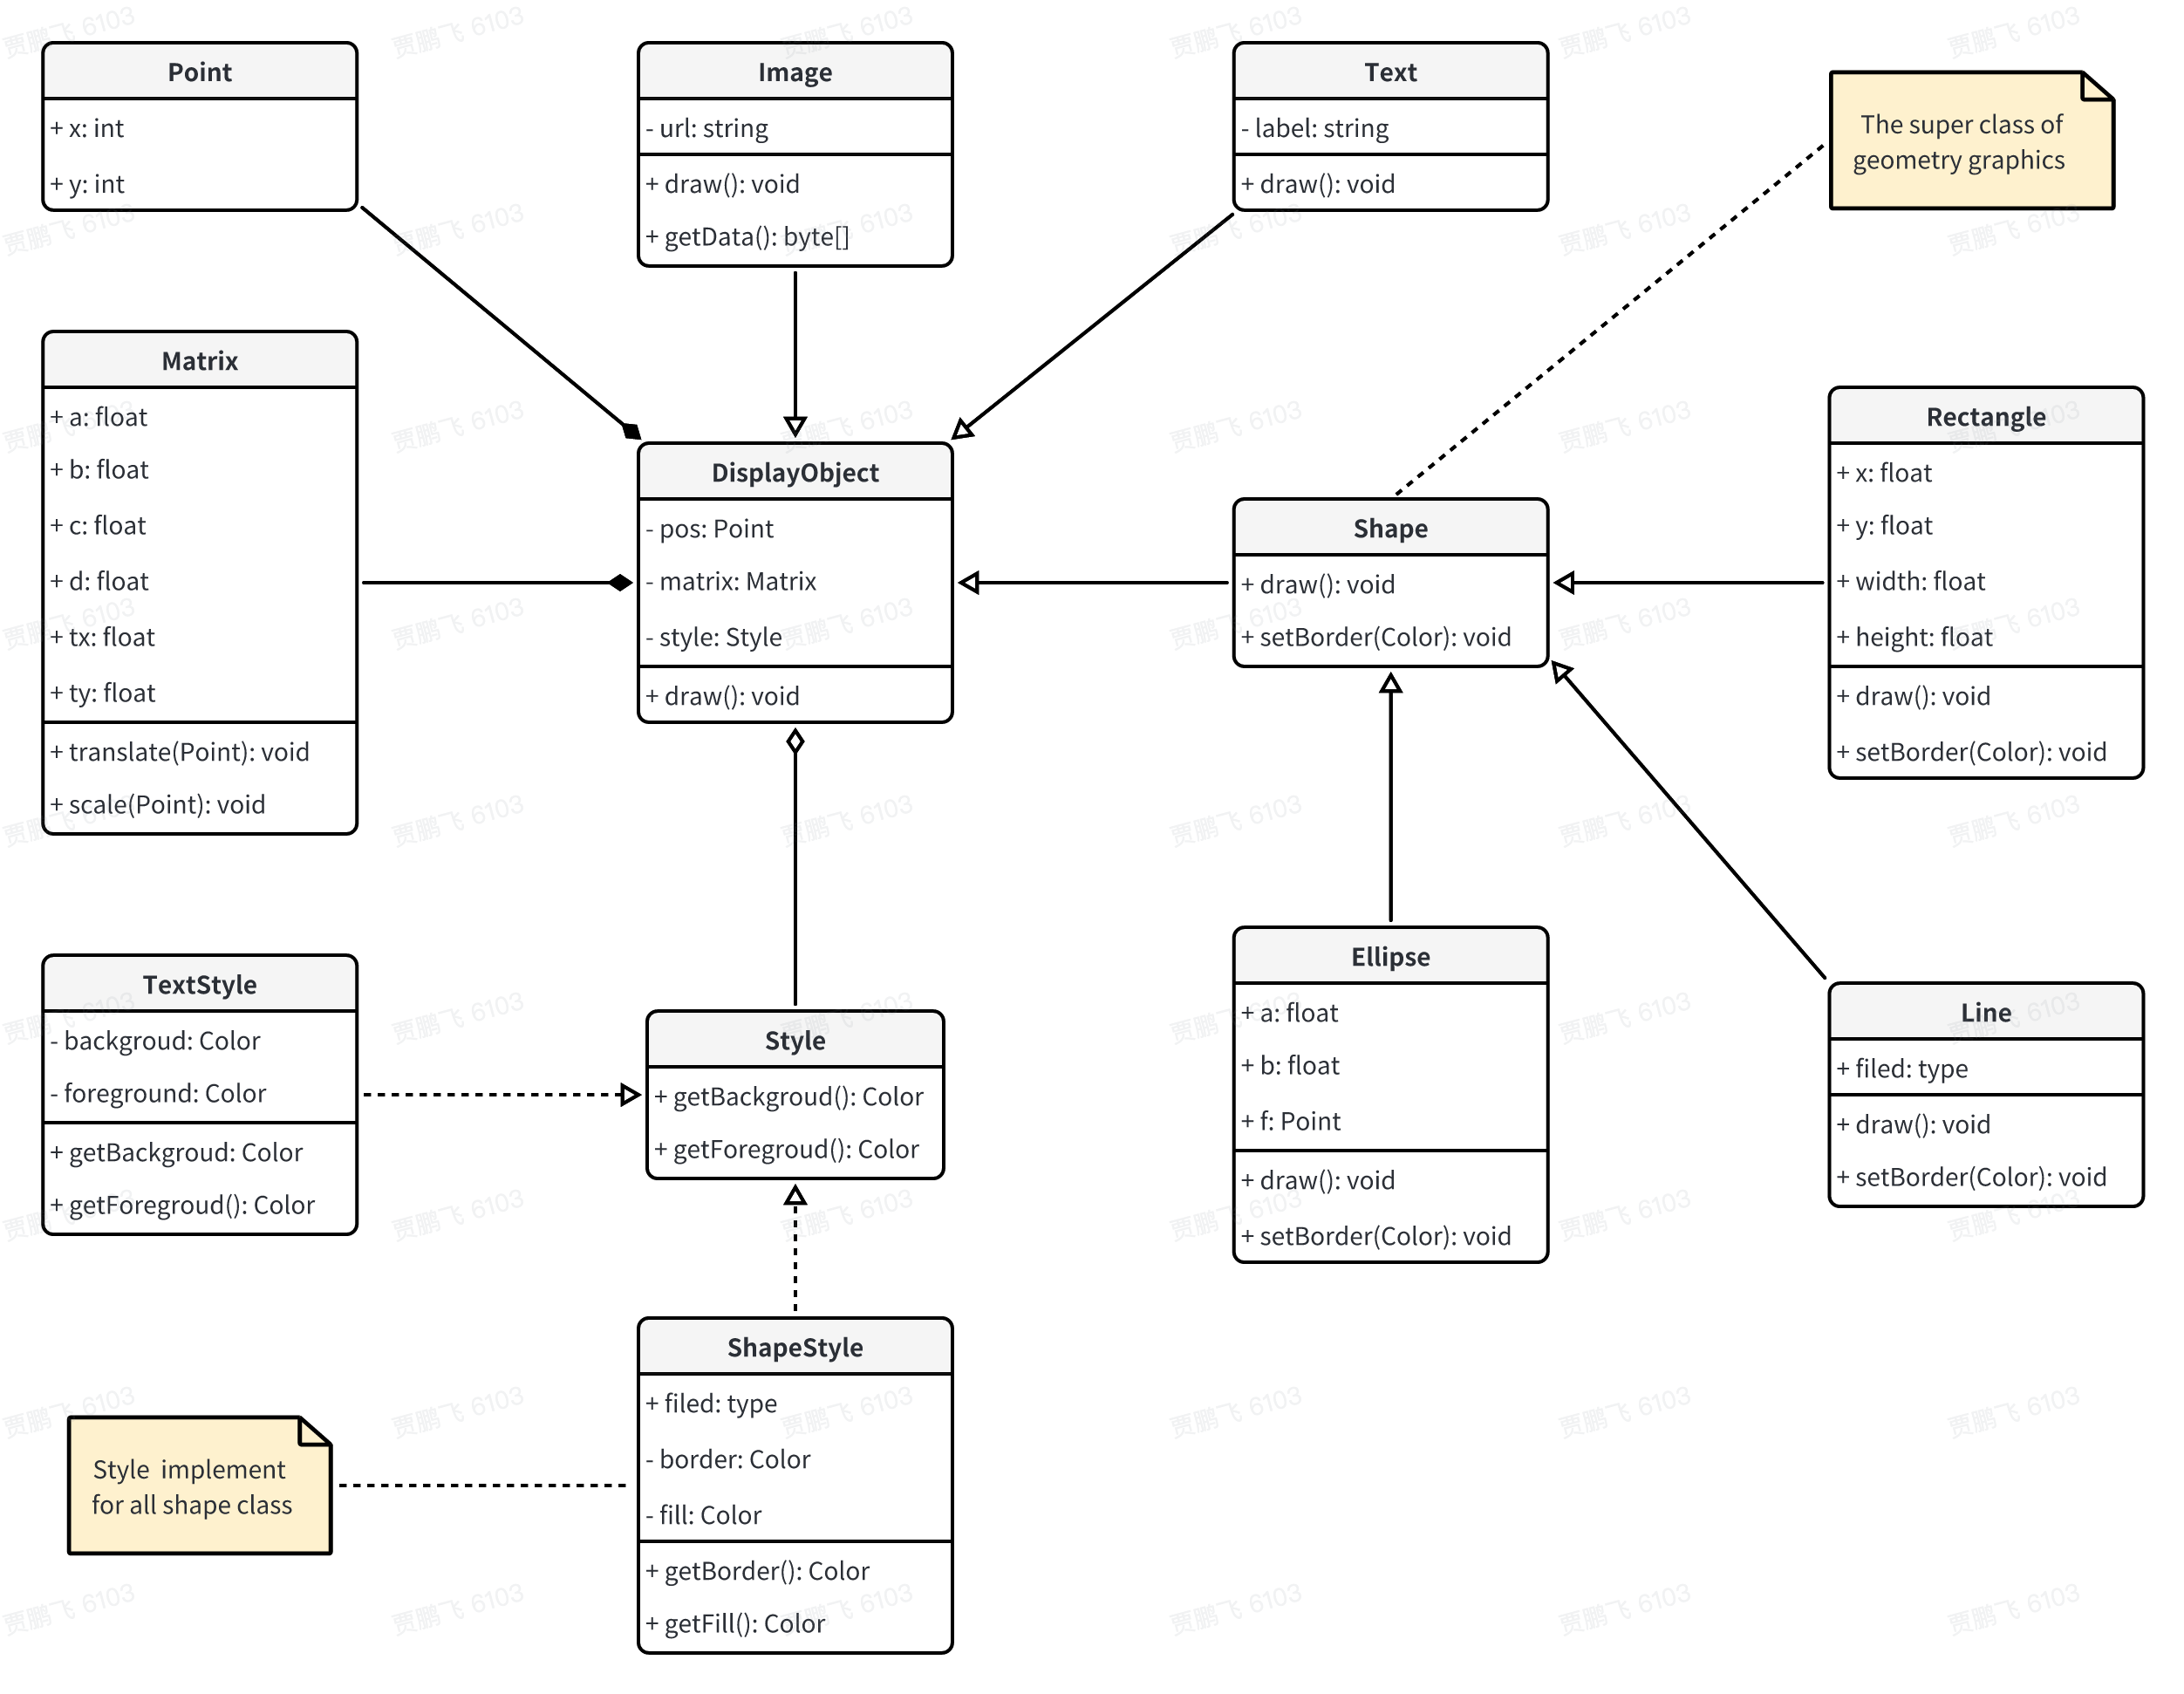 Point
+ x: int
+ y: int
Image
- url: string
+ draw(): void
+ getData(): byte[]
Text
- label: string
+ draw(): void
The super class of
geometry graphics
Matrix
+ a: float
+ b: float
+ c: float
+ d: float
+ tx: float
+ ty: float
+ translate(Point): void
+ scale(Point): void
DisplayObject
- pos: Point
- matrix: Matrix
- style: Style
+ draw(): void
Shape
+ draw(): void
+ setBorder(Color): void
Rectangle
+ x: float
+ y: float
+ width: float
+ height: float
+ draw(): void
+ setBorder(Color): void
TextStyle
- backgroud: Color
- foreground: Color
+ getBackgroud: Color
+ getForegroud(): Color
Style
+ getBackgroud(): Color
+ getForegroud(): Color
Ellipse
+ a: float
+ b: float
+ f: Point
+ draw(): void
+ setBorder(Color): void
Line
+ filed: type
+ draw(): void
+ setBorder(Color): void
Style  implement
for all shape class
ShapeStyle
+ filed: type
- border: Color
- fill: Color
+ getBorder(): Color
+ getFill(): Color
贾鹏飞 6103